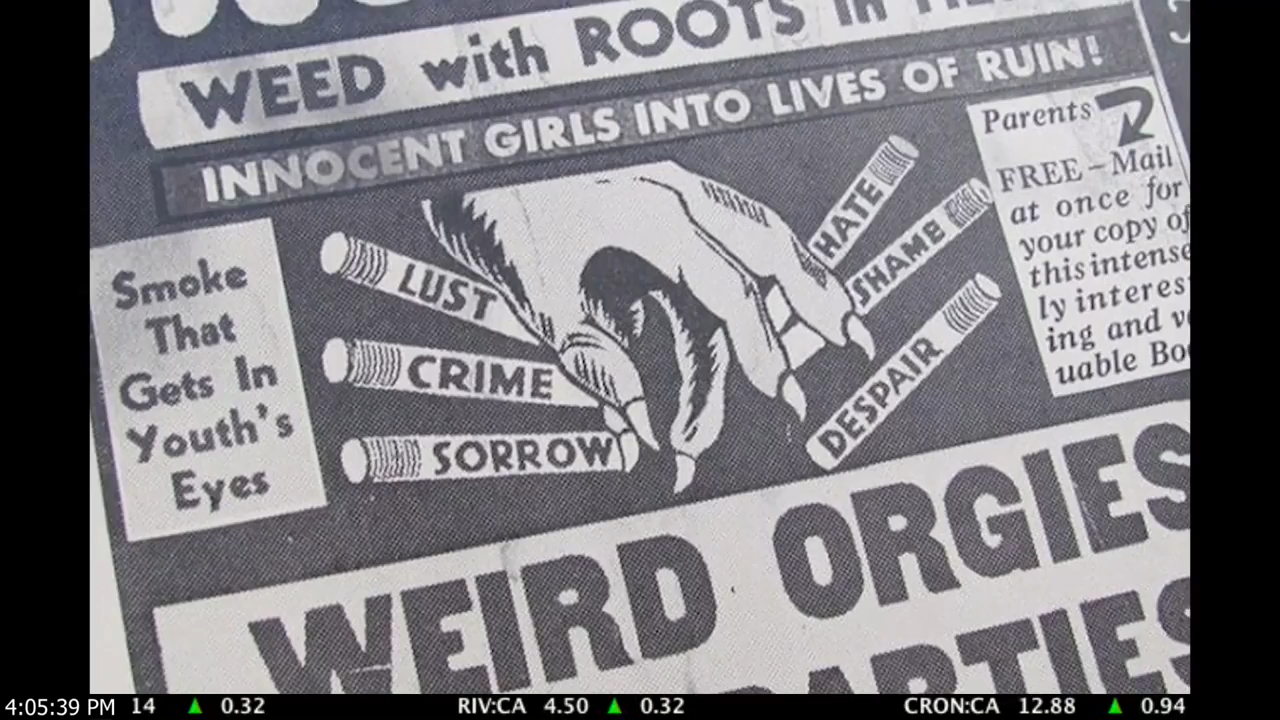 WEED with ROOTS in
INNOCENT GIRLS INTO LIVES OF RUIN!
Smoke
That
Gets In
Youth's
Eyes
LUST
CRIME
SORROW
HATE
SHAME
DESPAIR
Parents
FREE – Mail
at once for
your copy of
this intense
ly interes
ing and v
uable Bo
WEIRD ORGIES
PARTIES
4:05:39 PM 14 ▲ 0.32 RIV:CA 4.50 ▲ 0.32 CRON:CA 12.88 ▲ 0.94